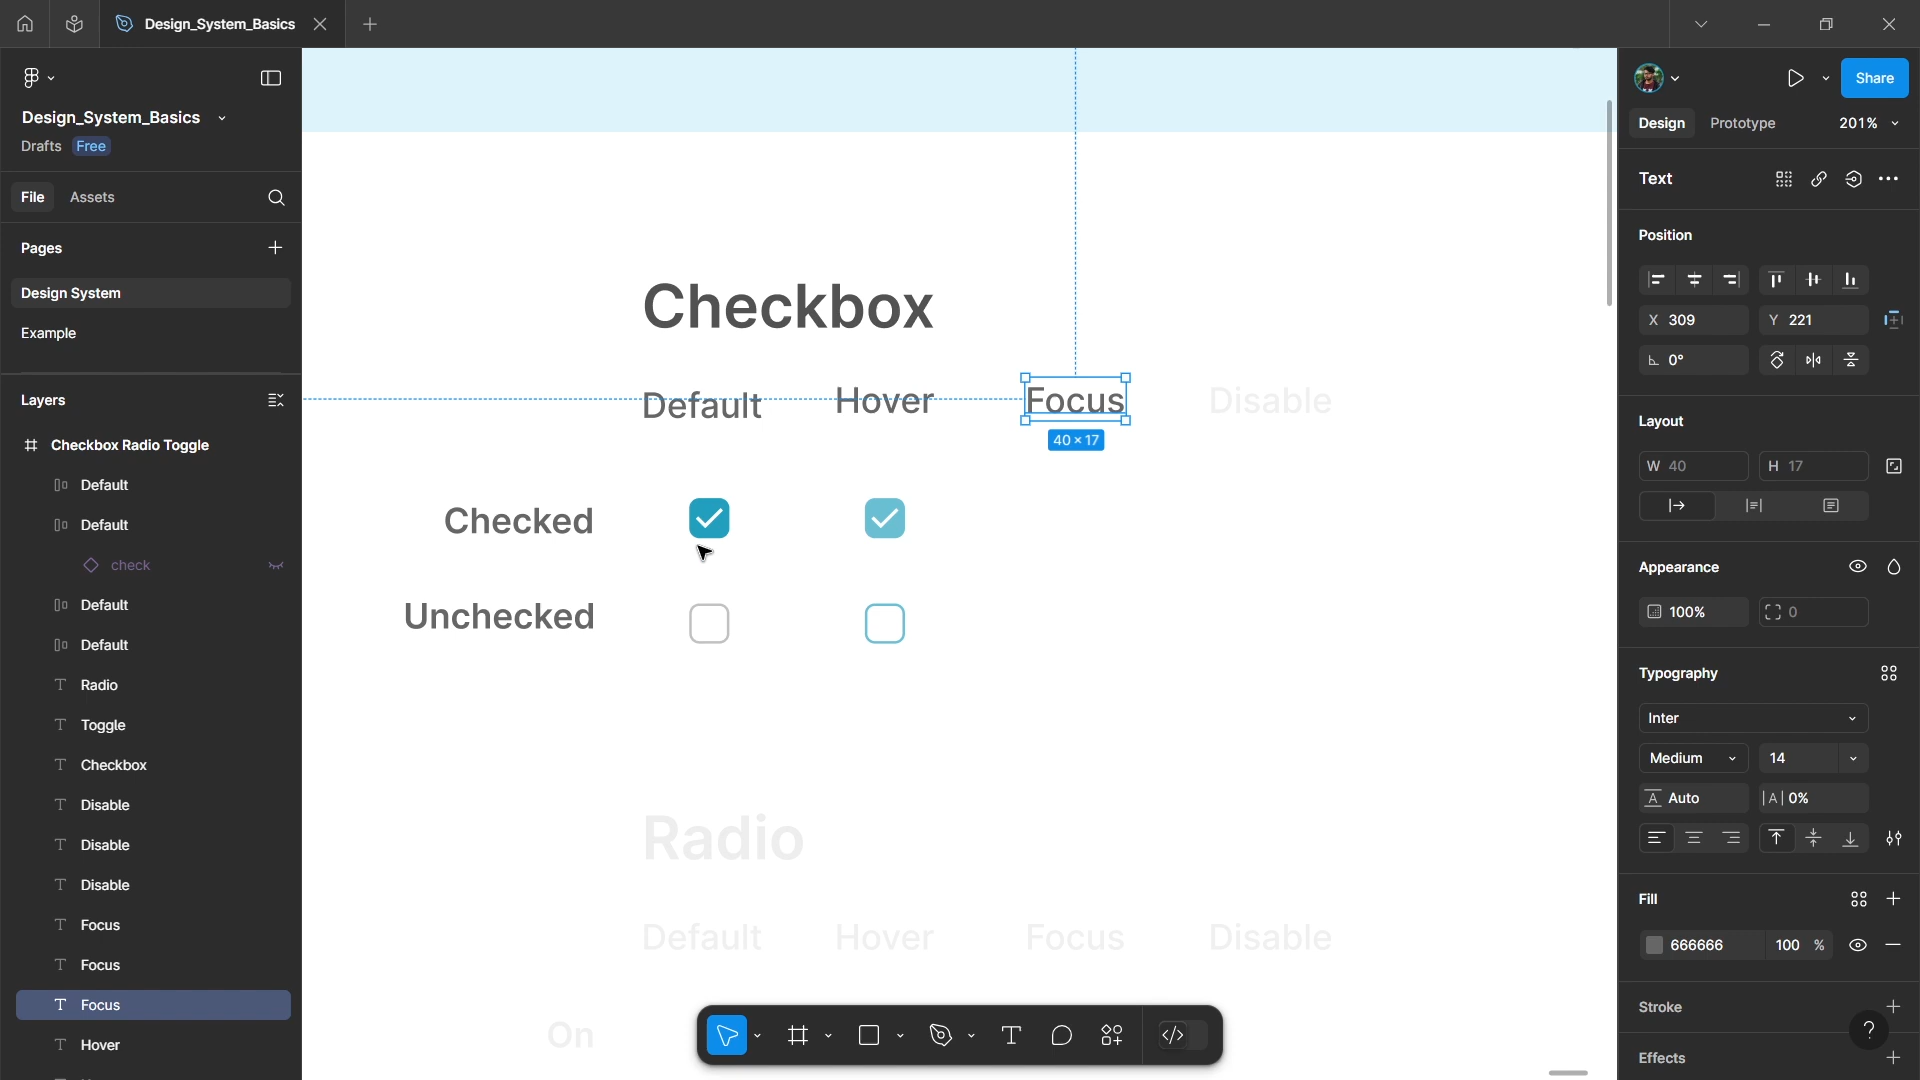 Design_System_Basics
Design_System_Basics
Drafts Free
File Assets
Pages
Design System
Example
Layers
Checkbox Radio Toggle
Default
Default
check
Default
Default
Radio
Toggle
Checkbox
Disable
Disable
Disable
Focus
Focus
Focus
Hover
Checkbox
Default Hover Focus Disable
40 × 17
Checked
Unchecked
Radio
Default Hover Focus Disable
On
Share
Design Prototype 201%
Text
Position
X 309 Y 221
0°
Layout
W 40 H 17
Appearance
100% 0
Typography
Inter
Medium 14
A Auto |A| 0%
Fill
666666 100 %
Stroke
?
Effects